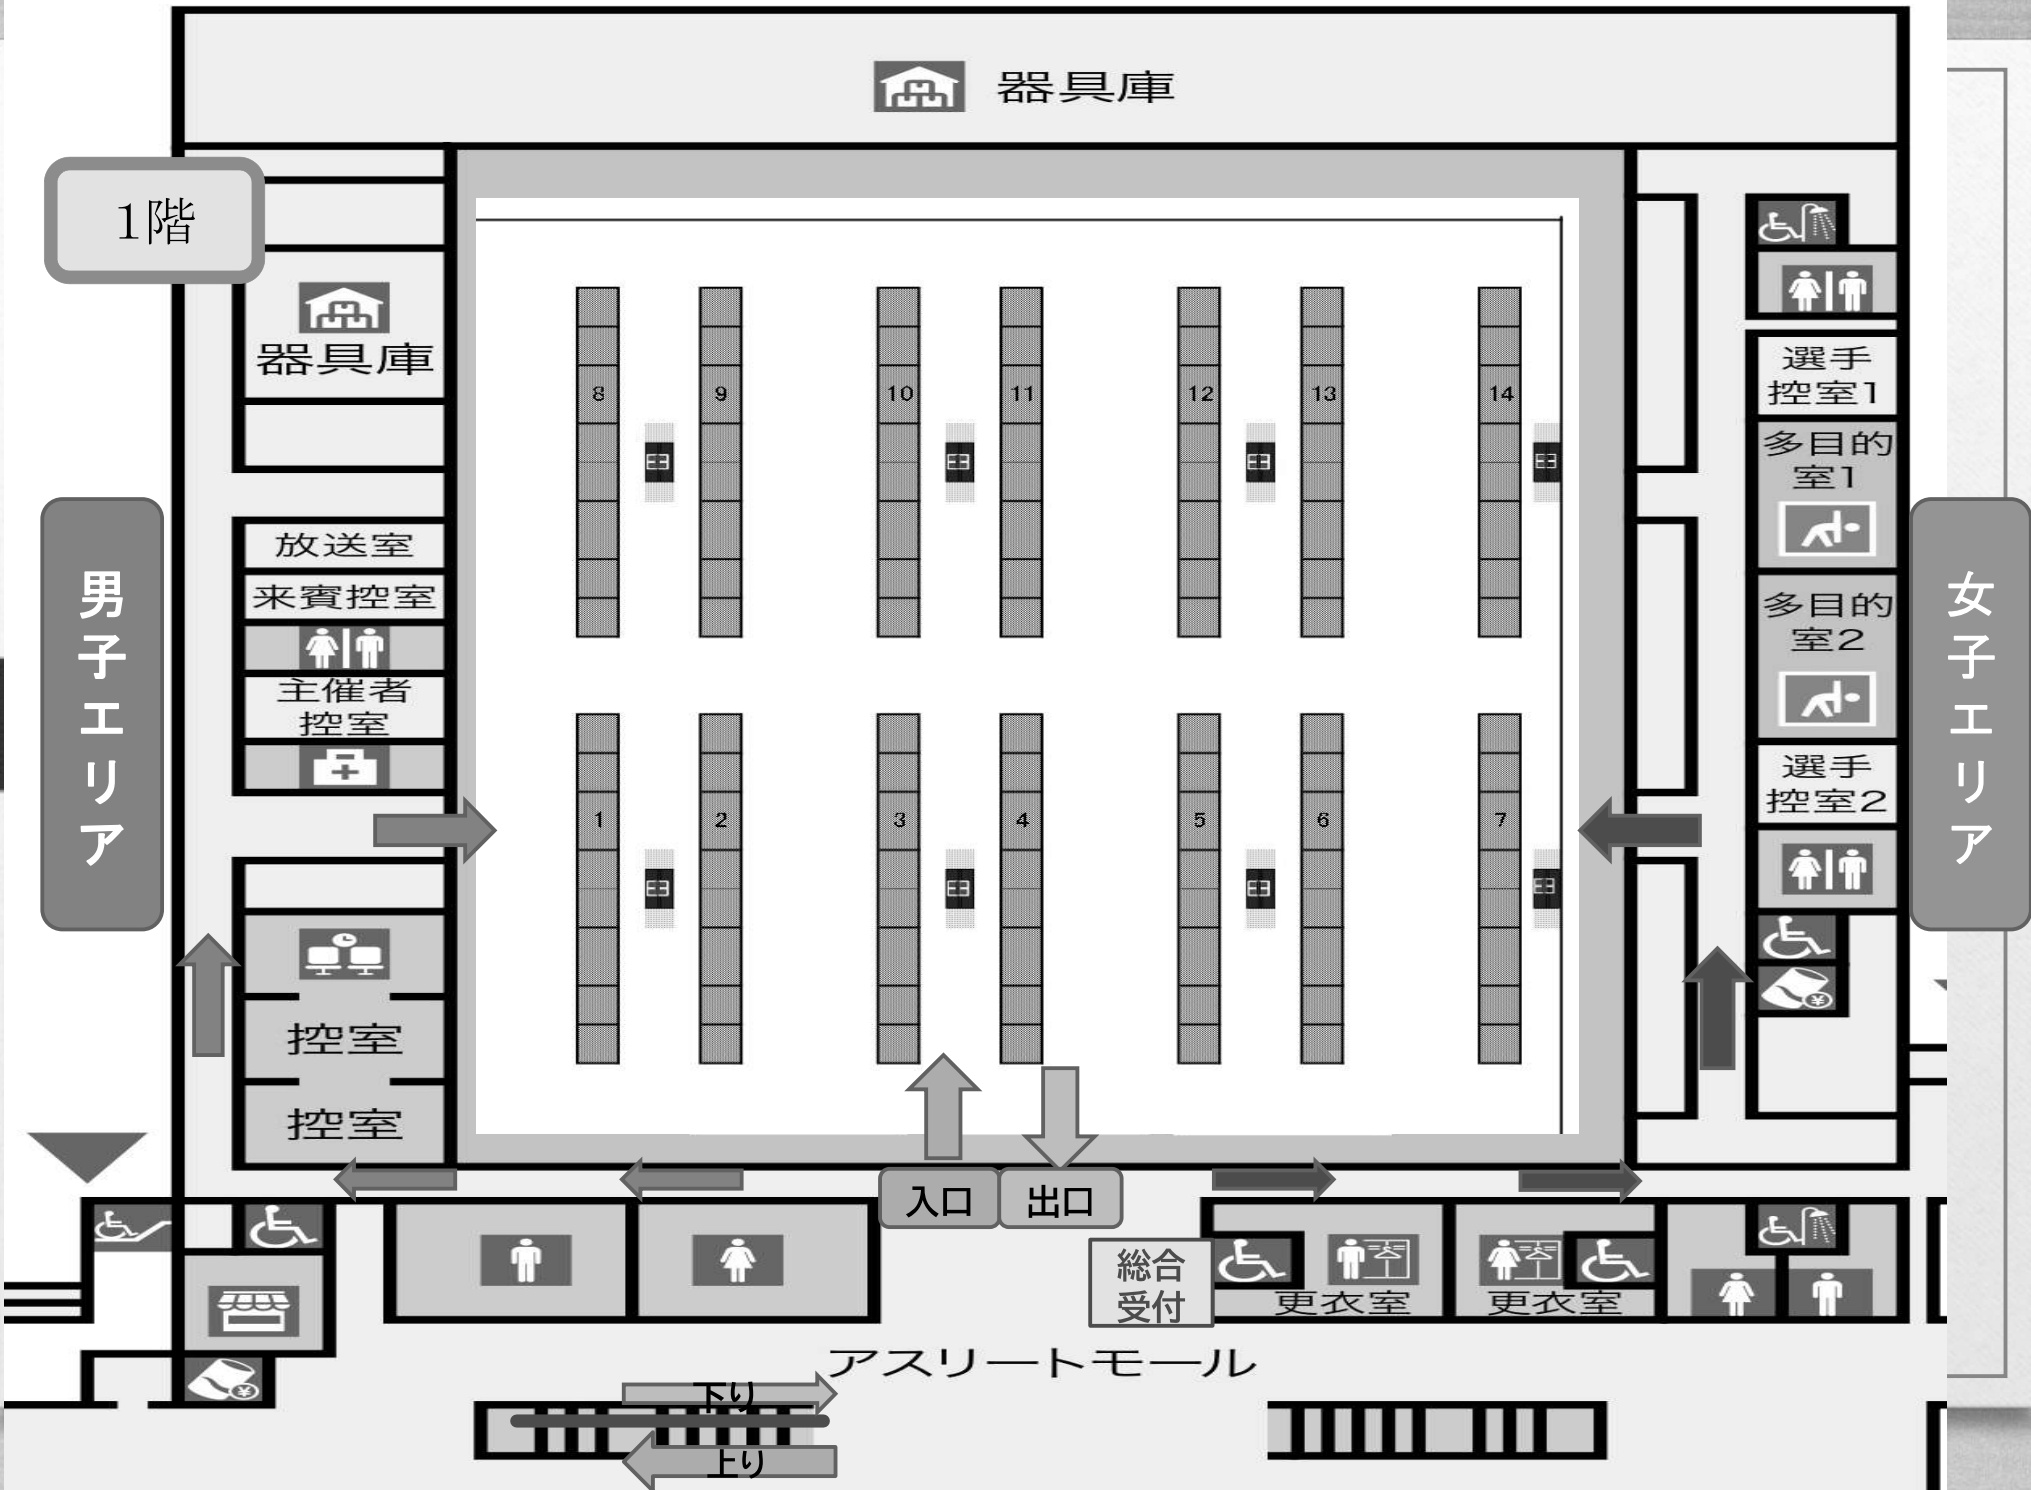 器具庫
1階
器具庫
8
9
10
11
12
13
14
選手
控室1
多目的
室1
放送室
来賓控室
主催者
控室
多目的
室2
選手
控室2
男子エリア
女子エリア
1
2
3
4
5
6
7
控室
控室
入口
出口
総合
受付
更衣室
更衣室
アスリートモール
下り
上り